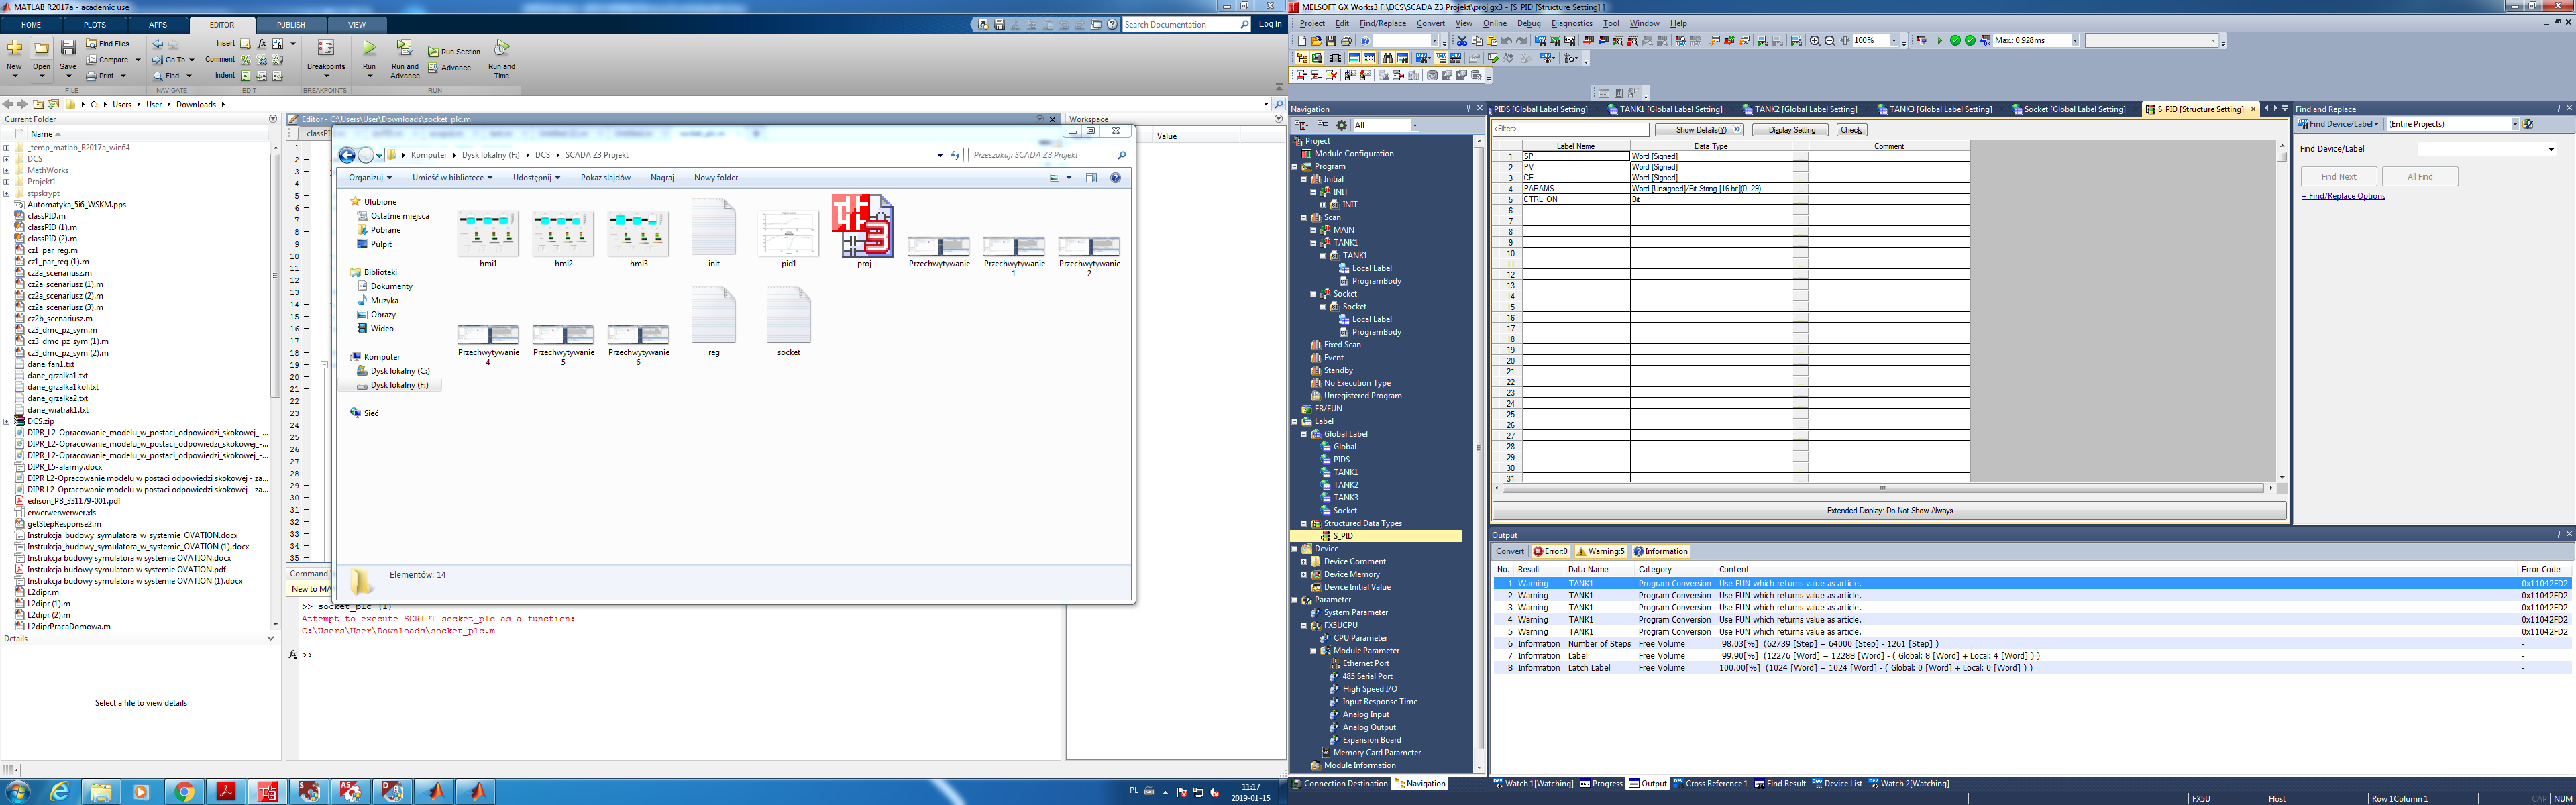 MATLAB R2017a - academic use
HOME PLOTS APPS EDITOR PUBLISH VIEW
Search Documentation Log In
New Open Save Find Files Compare Print
Go To Find
Insert Comment Indent
Breakpoints Run Run and Advance Run Section Advance Run and Time
FILE NAVIGATE EDIT BREAKPOINTS RUN
C: Users User Downloads
Current Folder
Name
_temp_matlab_R2017a_win64
DCS
MathWorks
Projekt1
stpskrypt
Automatyka_5i6_WSKM.pps
classPID.m
classPID (1).m
classPID (2).m
cz1_par_reg.m
cz1_par_reg (1).m
cz2a_scenariusz.m
cz2a_scenariusz (1).m
cz2a_scenariusz (2).m
cz2a_scenariusz (3).m
cz2b_scenariusz.m
cz3_dmc_pz_sym.m
cz3_dmc_pz_sym (1).m
cz3_dmc_pz_sym (2).m
dane_fan1.txt
dane_grzalka1.txt
dane_grzalka1kol.txt
dane_grzalka2.txt
dane_wiatrak1.txt
DCS.zip
DIPR_L2-Opracowanie_modelu_w_postaci_odpowiedzi_skokowej_-...
DIPR_L2-Opracowanie_modelu_w_postaci_odpowiedzi_skokowej_-...
DIPR_L2-Opracowanie_modelu_w_postaci_odpowiedzi_skokowej_-...
DIPR_L5-alarmy.docx
DIPR L2-Opracowanie modelu w postaci odpowiedzi skokowej - za...
DIPR L2-Opracowanie modelu w postaci odpowiedzi skokowej - za...
edison_PB_331179-001.pdf
erwerwerwerwer.xls
getStepResponse2.m
Instrukcja_budowy_symulatora_w_systemie_OVATION.docx
Instrukcja_budowy_symulatora_w_systemie_OVATION (1).docx
Instrukcja budowy symulatora w systemie OVATION.docx
Instrukcja budowy symulatora w systemie OVATION.pdf
Instrukcja budowy symulatora w systemie OVATION (1).docx
L2dipr.m
L2dipr (1).m
L2dipr (2).m
L2diprPracaDomowa.m
Details
Select a file to view details
Editor - C:\Users\User\Downloads\socket_plc.m
Workspace
Value
Komputer Dysk lokalny (F:) DCS SCADA Z3 Projekt
Przeszukaj: SCADA Z3 Projekt
Organizuj Umieść w bibliotece Udostępnij Pokaz slajdów Nagraj Nowy folder
Ulubione
Ostatnie miejsca
Pobrane
Pulpit
Biblioteki
Dokumenty
Muzyka
Obrazy
Wideo
Komputer
Dysk lokalny (C:)
Dysk lokalny (F:)
Sieć
hmi1 hmi2 hmi3 init pid1 proj Przechwytywanie Przechwytywanie1 Przechwytywanie2
Przechwytywanie4 Przechwytywanie5 Przechwytywanie6 reg socket
Elementów: 14
New to MA
>> socket_plc (1)
Attempt to execute SCRIPT socket_plc as a function:
C:\Users\User\Downloads\socket_plc.m
>>
PL 11:17
2019-01-15
MELSOFT GX Works3 F:\DCS\SCADA Z3 Projekt\proj.gx3 - [S_PID [Structure Setting] ]
Project Edit Find/Replace Convert View Online Debug Diagnostics Tool Window Help
100% Max.: 0.928ms
Navigation
All
Project
Module Configuration
Program
Initial
INIT
INIT
Scan
MAIN
TANK1
TANK1
Local Label
ProgramBody
Socket
Socket
Local Label
ProgramBody
Fixed Scan
Event
Standby
No Execution Type
Unregistered Program
FB/FUN
Label
Global Label
Global
PIDS
TANK1
TANK2
TANK3
Socket
Structured Data Types
S_PID
Device
Device Comment
Device Memory
Device Initial Value
Parameter
System Parameter
FX5UCPU
CPU Parameter
Module Parameter
Ethernet Port
485 Serial Port
High Speed I/O
Input Response Time
Analog Input
Analog Output
Expansion Board
Memory Card Parameter
Module Information
Connection Destination Navigation
PIDS [Global Label Setting] TANK1 [Global Label Setting] TANK2 [Global Label Setting] TANK3 [Global Label Setting] Socket [Global Label Setting] S_PID [Structure Setting]
<Filter> Show Details(Y) Display Setting Check
Label Name Data Type Comment
1 SP Word [Signed] ...
2 PV Word [Signed] ...
3 CE Word [Signed] ...
4 PARAMS Word [Unsigned]/Bit String [16-bit](0..29) ...
5 CTRL_ON Bit ...
Extended Display: Do Not Show Always
Find and Replace
Find Device/Label (Entire Projects)
Find Device/Label
Find Next All Find
+ Find/Replace Options
Output
Convert Error:0 Warning:5 Information
No. Result Data Name Category Content Error Code
1 Warning TANK1 Program Conversion Use FUN which returns value as article. 0x11042FD2
2 Warning TANK1 Program Conversion Use FUN which returns value as article. 0x11042FD2
3 Warning TANK1 Program Conversion Use FUN which returns value as article. 0x11042FD2
4 Warning TANK1 Program Conversion Use FUN which returns value as article. 0x11042FD2
5 Warning TANK1 Program Conversion Use FUN which returns value as article. 0x11042FD2
6 Information Number of Steps Free Volume 98.03[%] (62739 [Step] = 64000 [Step] - 1261 [Step] ) -
7 Information Label Free Volume 99.90[%] (12276 [Word] = 12288 [Word] - ( Global: 8 [Word] + Local: 4 [Word] ) ) -
8 Information Latch Label Free Volume 100.00[%] (1024 [Word] = 1024 [Word] - ( Global: 0 [Word] + Local: 0 [Word] ) ) -
Watch 1[Watching] Progress Output Cross Reference 1 Find Result Device List Watch 2[Watching]
FX5U Host Row 1Column 1 CAP NUM